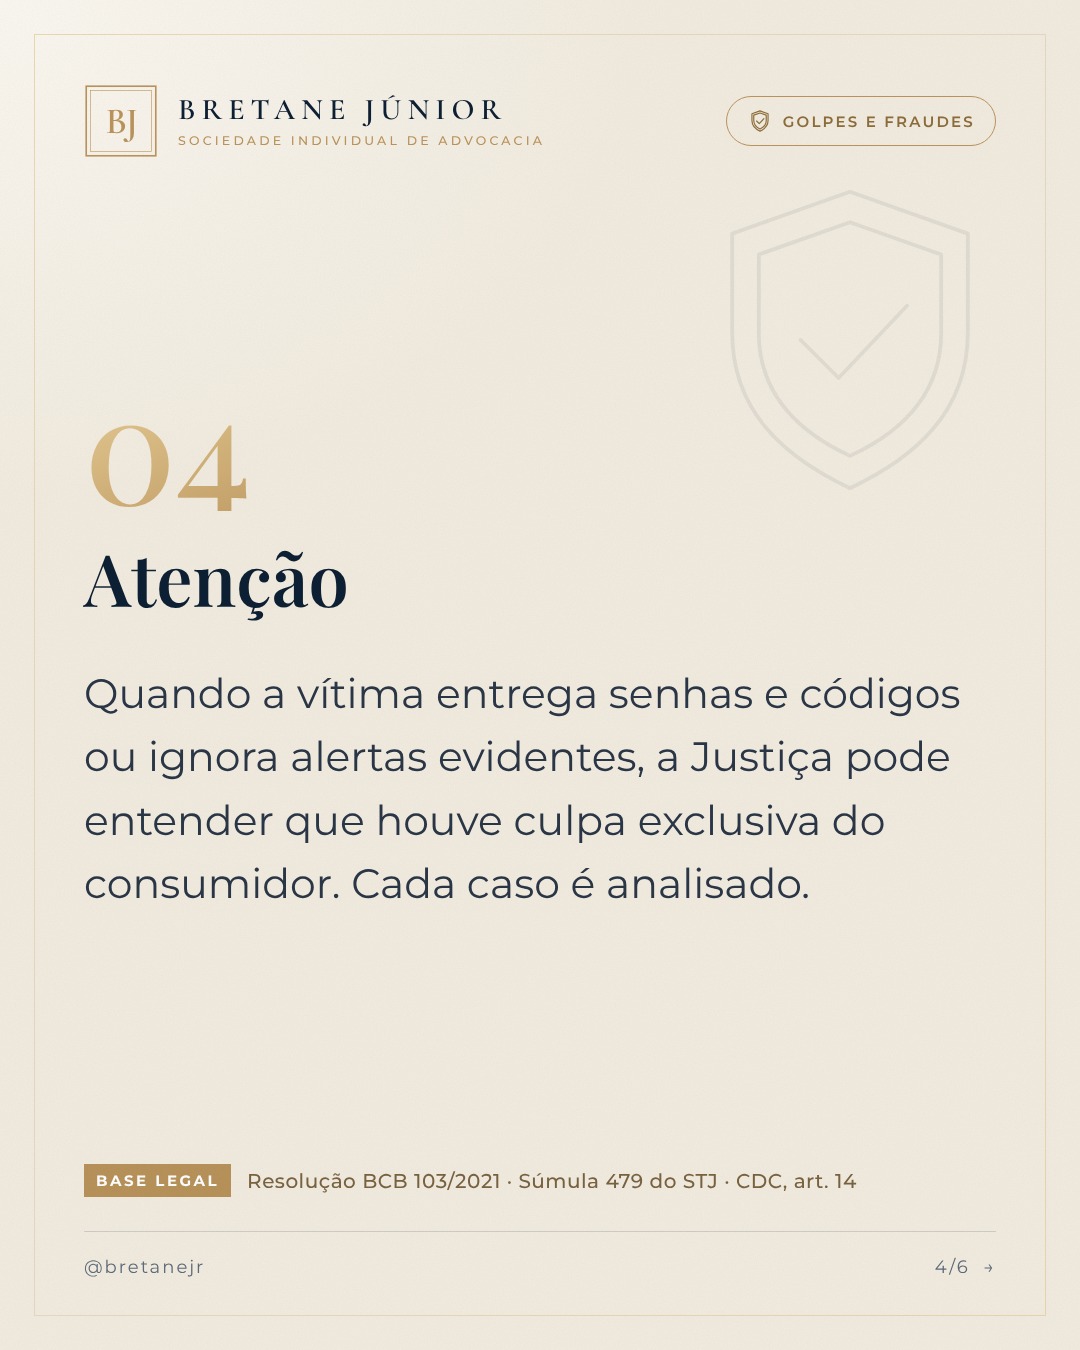 BJ
BRETANE JÚNIOR
SOCIEDADE INDIVIDUAL DE ADVOCACIA
GOLPES E FRAUDES
04
Atenção
Quando a vítima entrega senhas e códigos
ou ignora alertas evidentes, a Justiça pode
entender que houve culpa exclusiva do
consumidor. Cada caso é analisado.
BASE LEGAL Resolução BCB 103/2021 · Súmula 479 do STJ · CDC, art. 14
@bretanejr
4/6 →